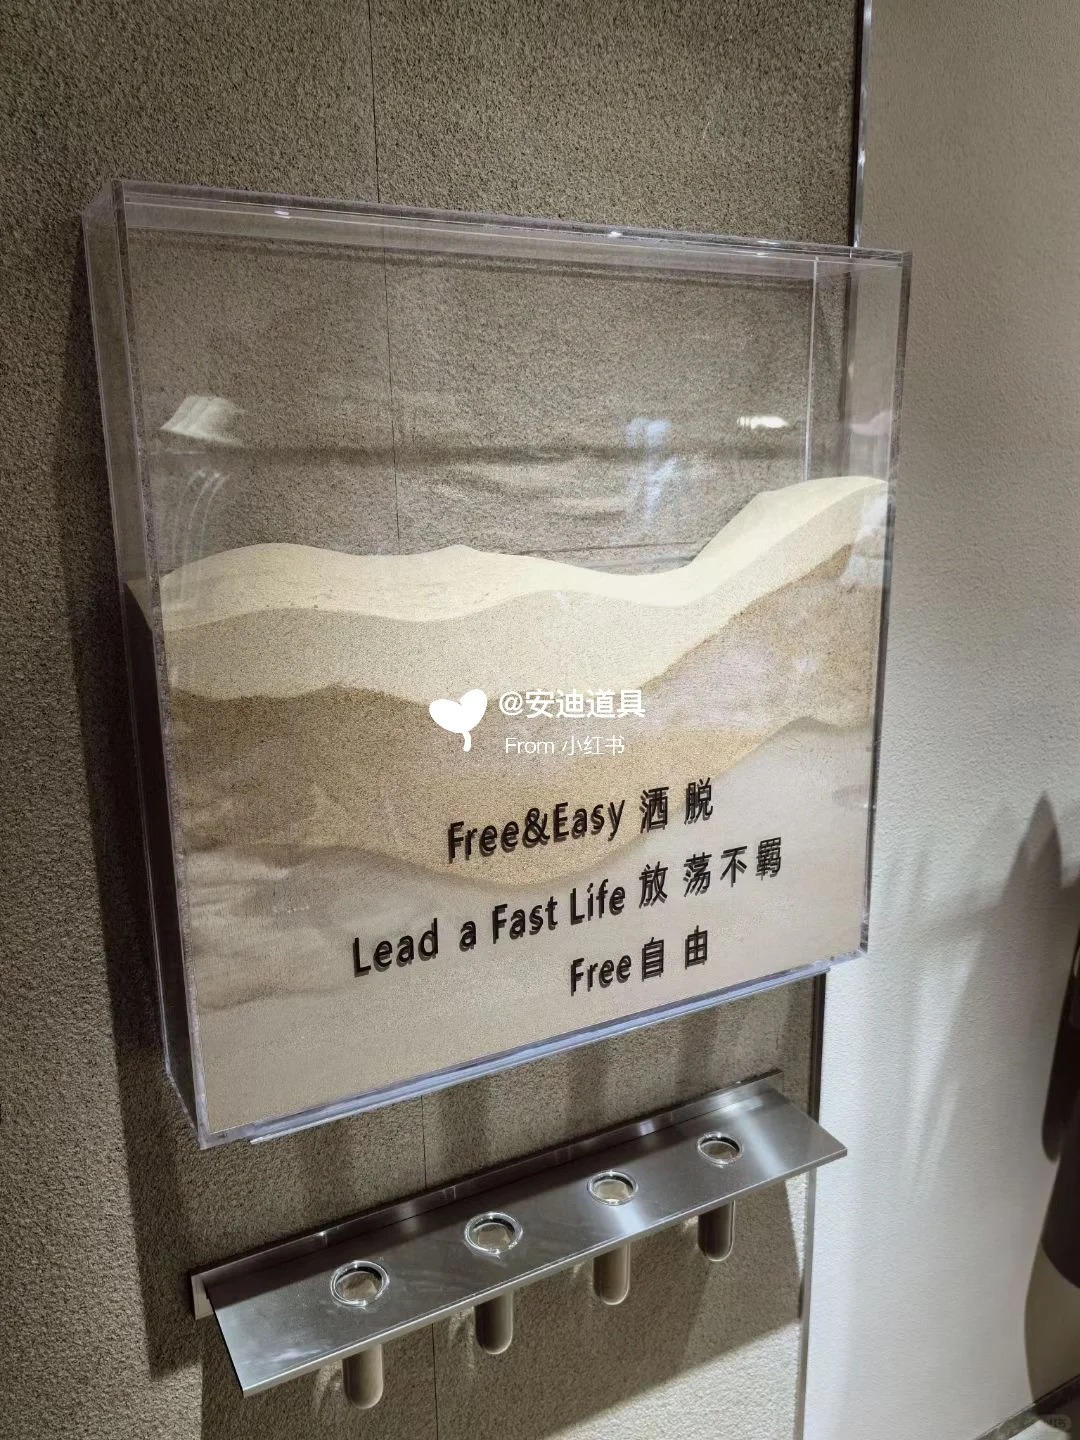 @安迪道具
From 小红书
Free&Easy 洒 脱
Lead a Fast Life 放 荡不羁
Free自 由